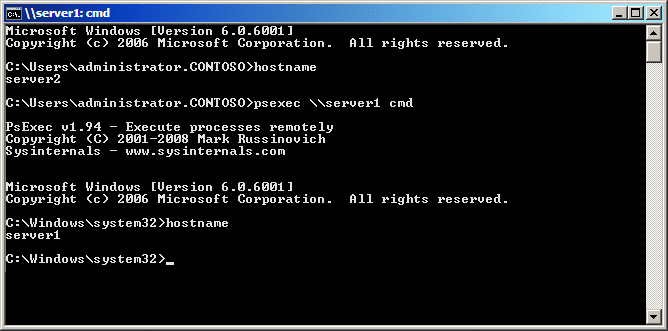 \\server1: cmd
Microsoft Windows [Version 6.0.6001]
Copyright (c) 2006 Microsoft Corporation.  All rights reserved.
C:\Users\administrator.CONTOSO>hostname
server2
C:\Users\administrator.CONTOSO>psexec \\server1 cmd
PsExec v1.94 - Execute processes remotely
Copyright (C) 2001-2008 Mark Russinovich
Sysinternals - www.sysinternals.com
Microsoft Windows [Version 6.0.6001]
Copyright (c) 2006 Microsoft Corporation.  All rights reserved.
C:\Windows\system32>hostname
server1
C:\Windows\system32>_